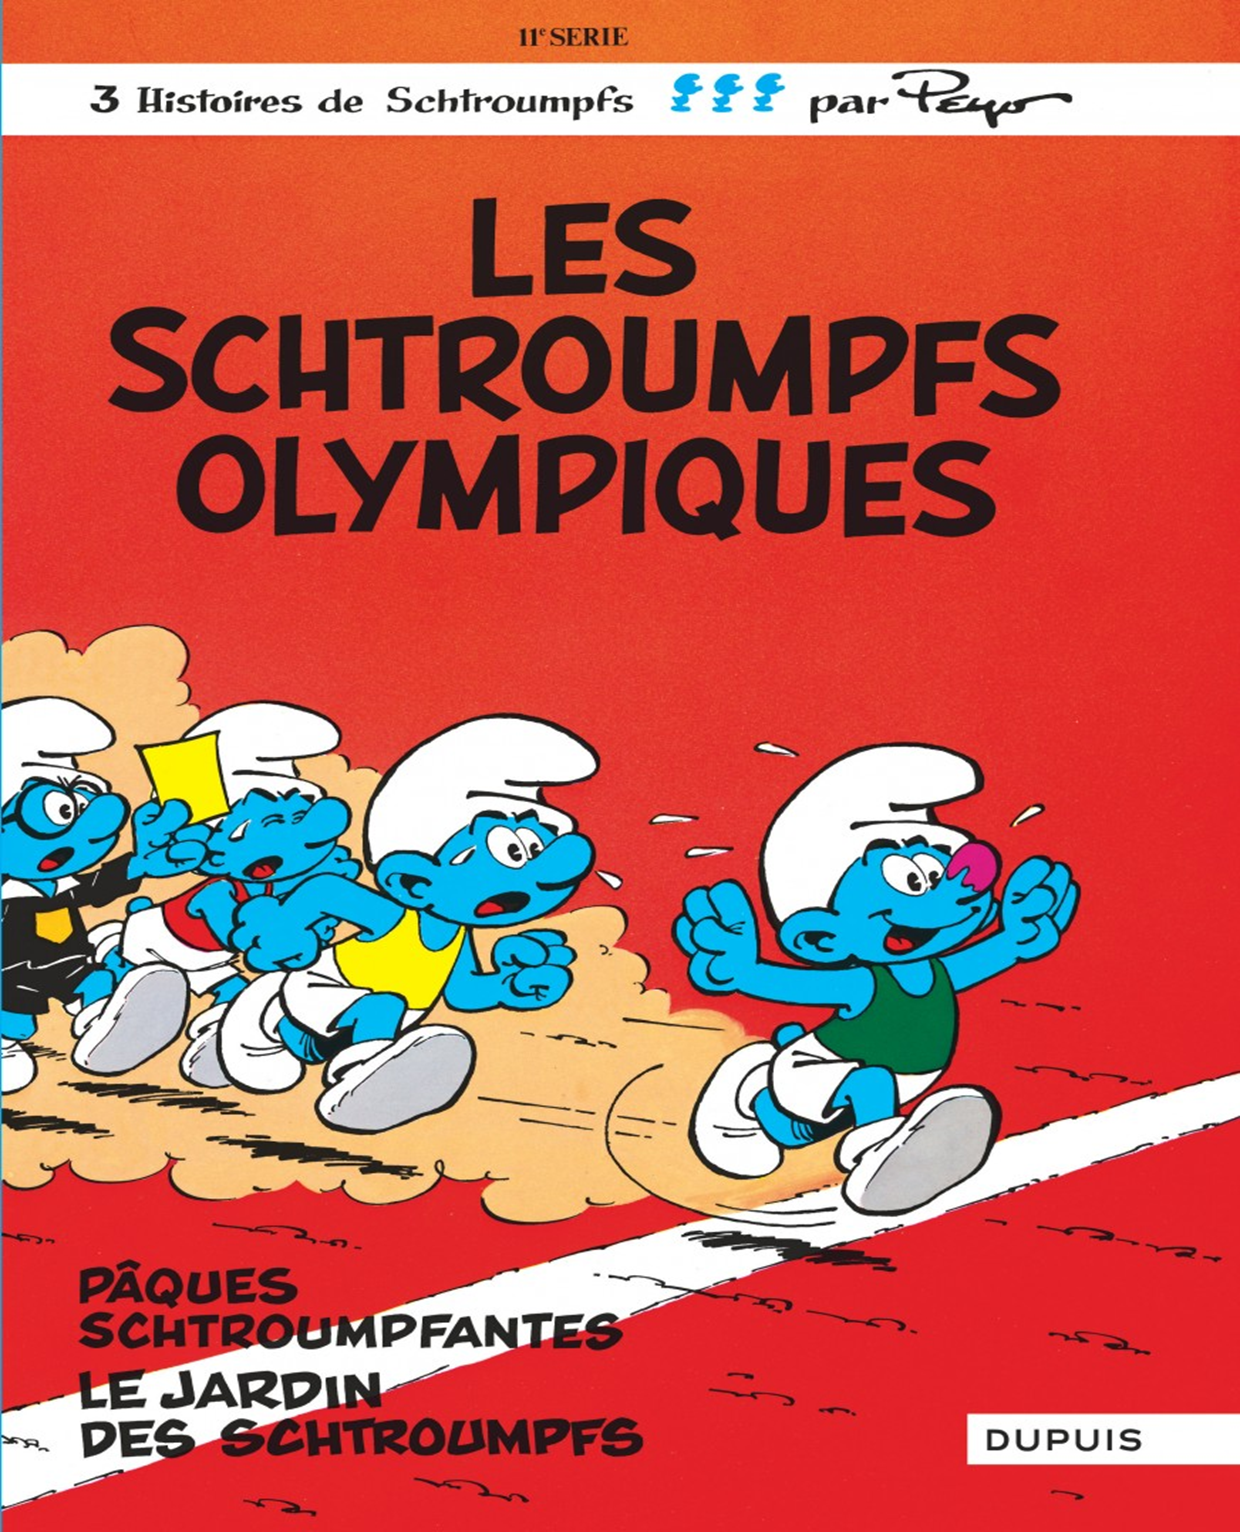 11e SERIE
3 Histoires de Schtroumpfs par Peyo
LES
SCHTROUMPFS
OLYMPIQUES
PÂQUES
SCHTROUMPFANTES
LE JARDIN
DES SCHTROUMPFS
DUPUIS